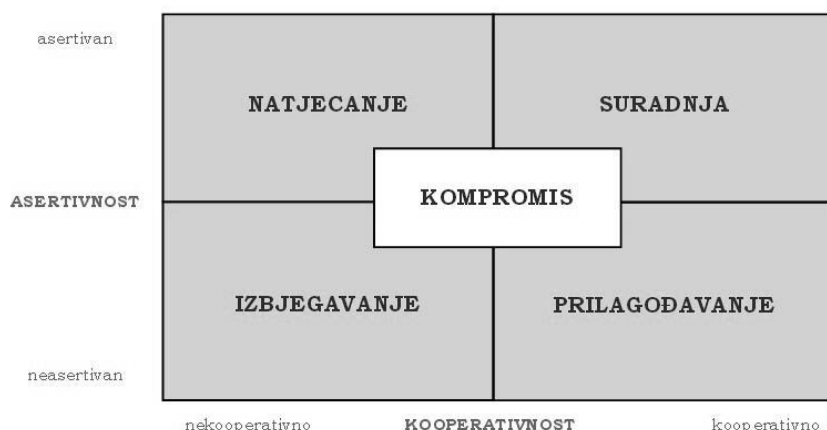 asertivan
NATJECANJE
SURADNJA
ASERTIVNOST
KOMPROMIS
IZBJEGAVANJE
PRILAGOĐAVANJE
neasertivan
nekooperativno
KOOPERATIVNOST
kooperativno